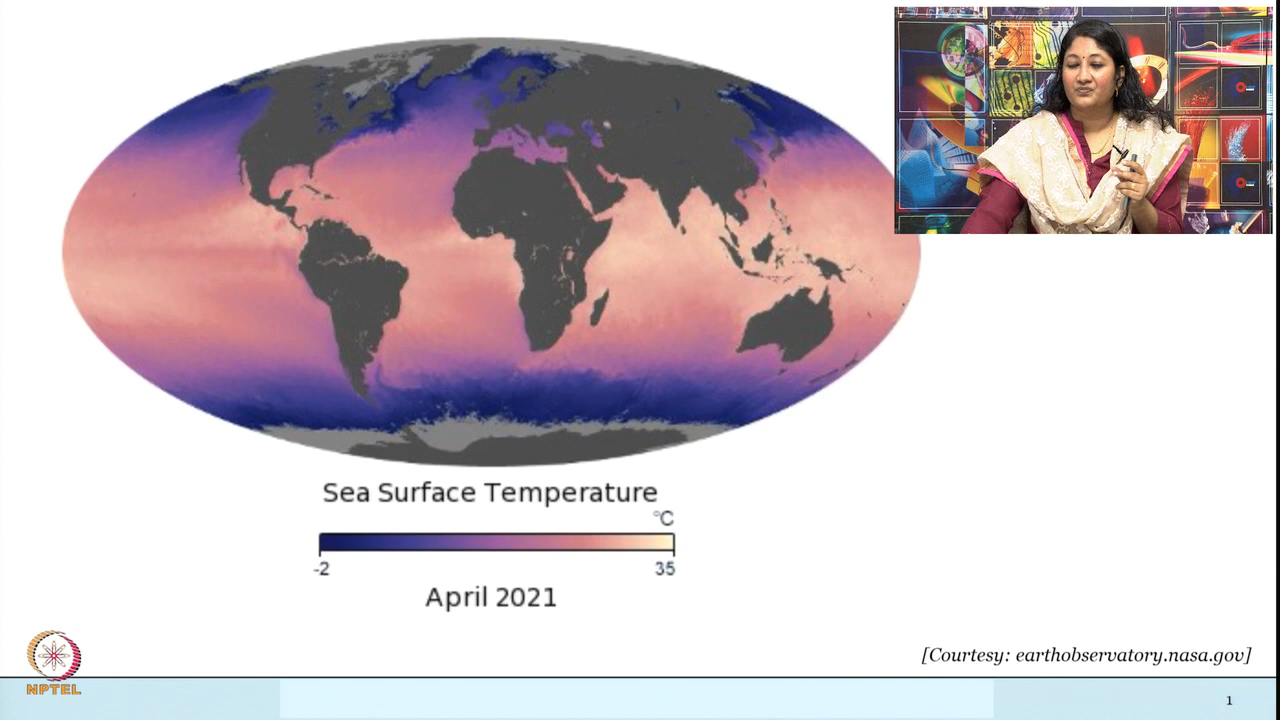 Sea Surface Temperature
°C
-2 35
April 2021
[Courtesy: earthobservatory.nasa.gov]
NPTEL
1